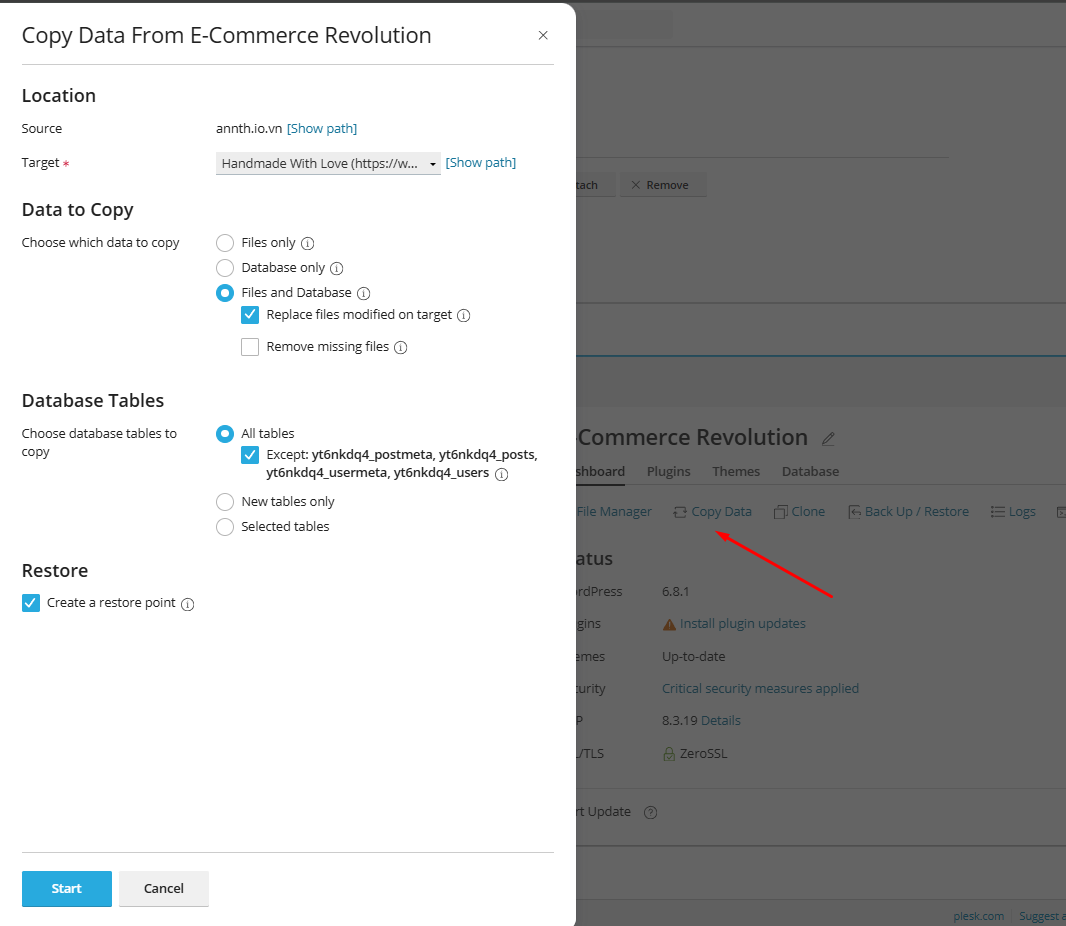 Copy Data From E-Commerce Revolution
Location
Source
annth.io.vn [Show path]
Target *
Handmade With Love (https://w... [Show path]
Data to Copy
Choose which data to copy
Files only
Database only
Files and Database
Replace files modified on target
Remove missing files
Database Tables
Choose database tables to
copy
All tables
Except: yt6nkdq4_postmeta, yt6nkdq4_posts,
yt6nkdq4_usermeta, yt6nkdq4_users
New tables only
Selected tables
Restore
Create a restore point
Start Cancel
tach Remove
-Commerce Revolution
shboard Plugins Themes Database
File Manager Copy Data Clone Back Up / Restore Logs
atus
ordPress 6.8.1
gins Install plugin updates
emes Up-to-date
curity Critical security measures applied
P 8.3.19 Details
L/TLS ZeroSSL
rt Update
plesk.com Suggest a